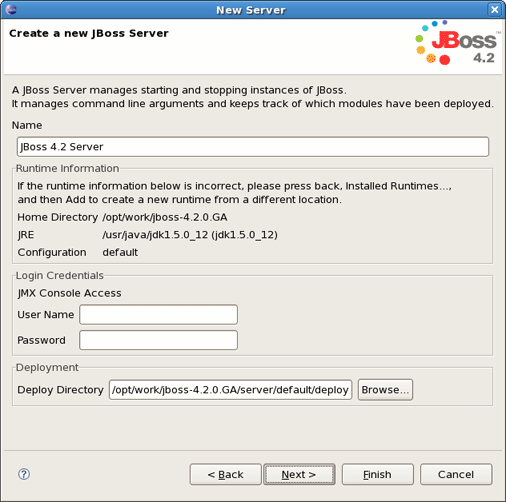 New Server
Create a new JBoss Server
JBoss
4.2
A JBoss Server manages starting and stopping instances of JBoss.
It manages command line arguments and keeps track of which modules have been deployed.
Name
JBoss 4.2 Server
Runtime Information
If the runtime information below is incorrect, please press back, Installed Runtimes...,
and then Add to create a new runtime from a different location.
Home Directory /opt/work/jboss-4.2.0.GA
JRE /usr/java/jdk1.5.0_12 (jdk1.5.0_12)
Configuration default
Login Credentials
JMX Console Access
User Name
Password
Deployment
Deploy Directory /opt/work/jboss-4.2.0.GA/server/default/deploy Browse...
? < Back Next > Finish Cancel